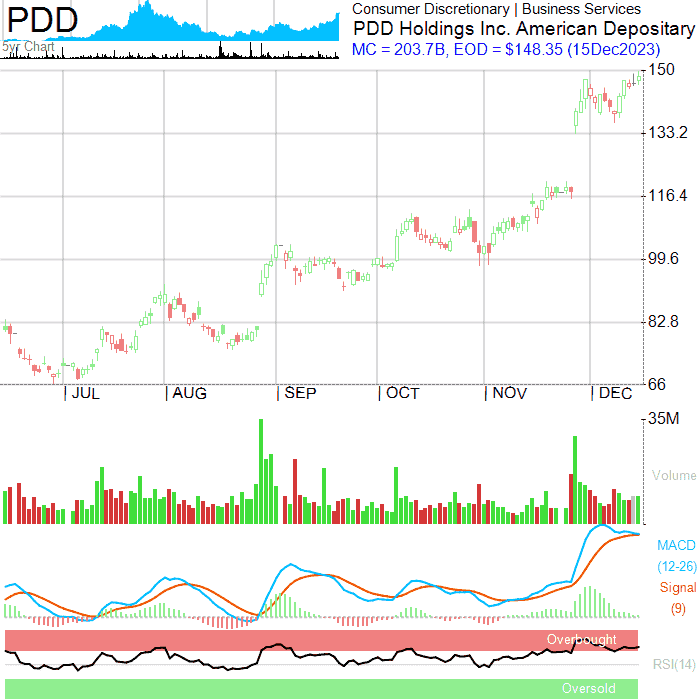 PDD
5yr Chart
Consumer Discretionary | Business Services
PDD Holdings Inc. American Depositary
MC = 203.7B, EOD = $148.35 (15Dec2023)
150
133.2
116.4
99.6
82.8
66
| JUL | AUG | SEP | OCT | NOV | DEC
35M
Volume
MACD
(12-26)
Signal
(9)
Overbought
RSI(14)
Oversold